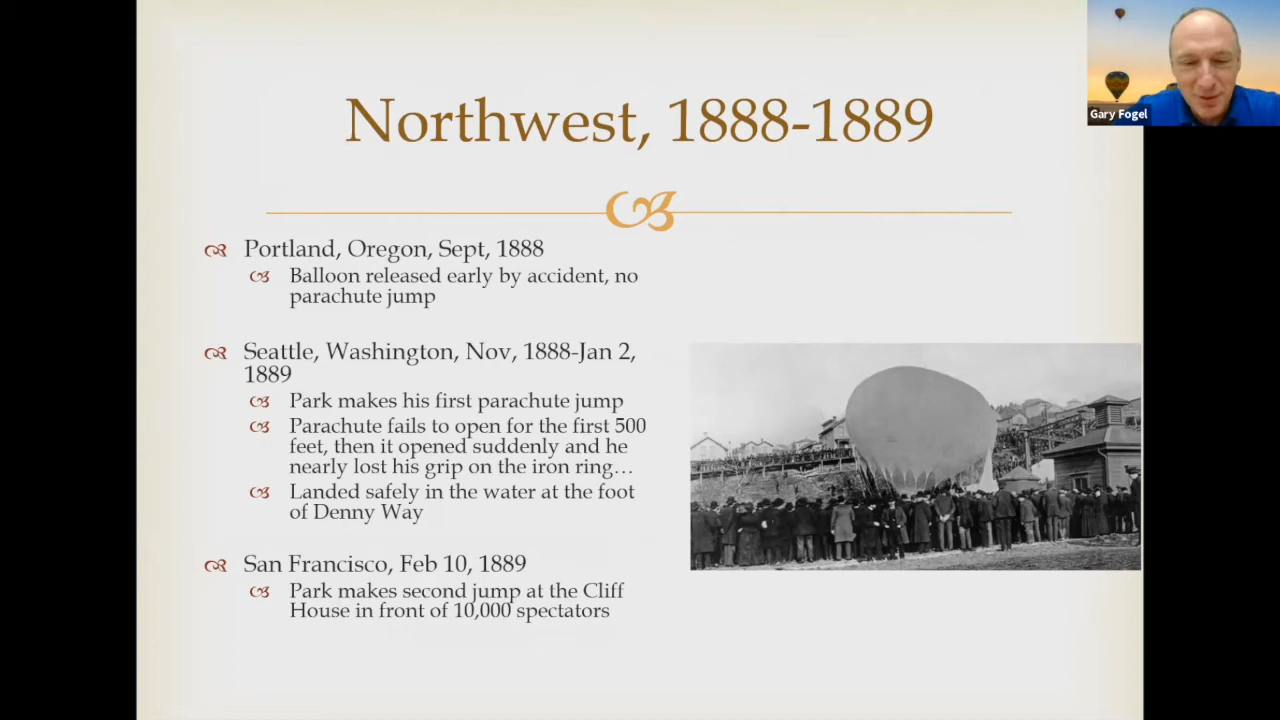 Northwest, 1888-1889
Gary Fogel
Portland, Oregon, Sept, 1888
Balloon released early by accident, no
parachute jump
Seattle, Washington, Nov, 1888-Jan 2,
1889
Park makes his first parachute jump
Parachute fails to open for the first 500
feet, then it opened suddenly and he
nearly lost his grip on the iron ring…
Landed safely in the water at the foot
of Denny Way
San Francisco, Feb 10, 1889
Park makes second jump at the Cliff
House in front of 10,000 spectators